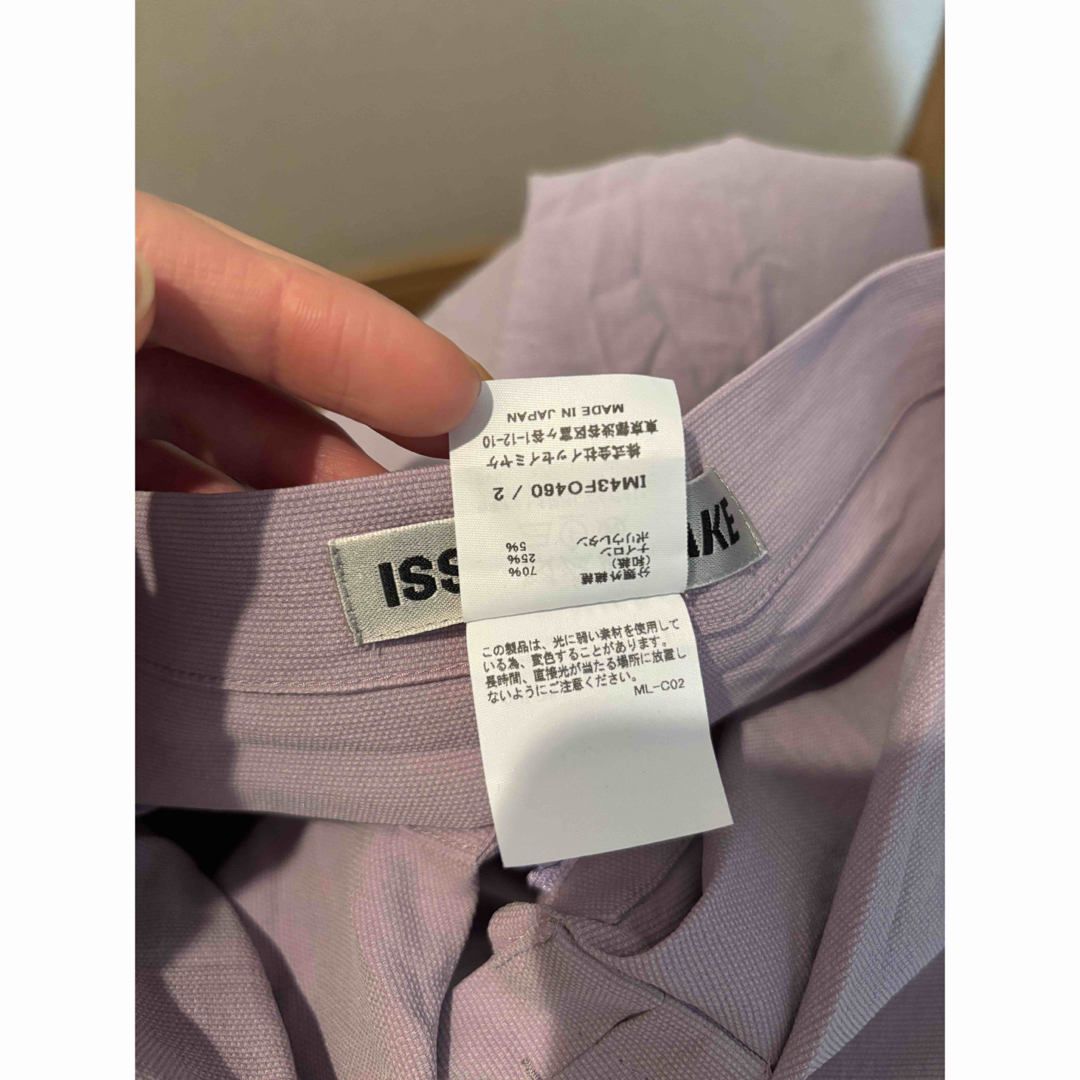 ISS AKE
分類外繊維
(和紙) 70%
ナイロン 25%
ポリウレタン 5%
IM43FO460 / 2
株式会社イッセイミヤケ
東京都渋谷区富ヶ谷1-12-10
MADE IN JAPAN
この製品は、光に弱い素材を使用して
いる為、変色することがあります。
長時間、直接光が当たる場所に放置し
ないようにご注意ください。
ML-C02